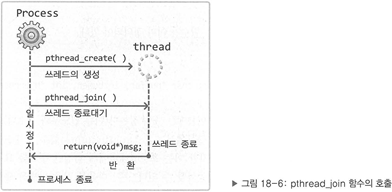 Process
thread
pthread_create( )
쓰레드의 생성
pthread_join( )
쓰레드 종료대기
일시정지
return(void*)msg;
쓰레드 종료
반 환
프로세스 종료
▶ 그림 18-6: pthread_join 함수의 호출